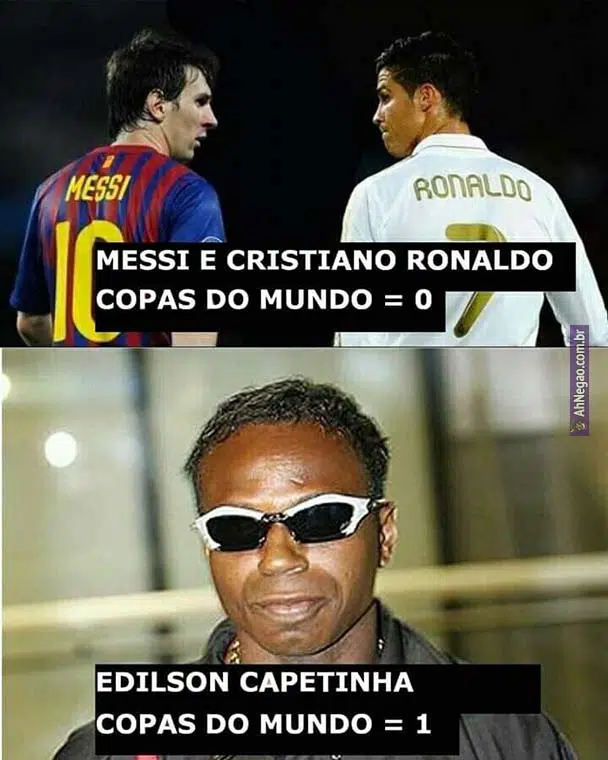 MESSI
10
RONALDO
7
MESSI E CRISTIANO RONALDO
COPAS DO MUNDO = 0
AhNegao.com.br
EDILSON CAPETINHA
COPAS DO MUNDO = 1